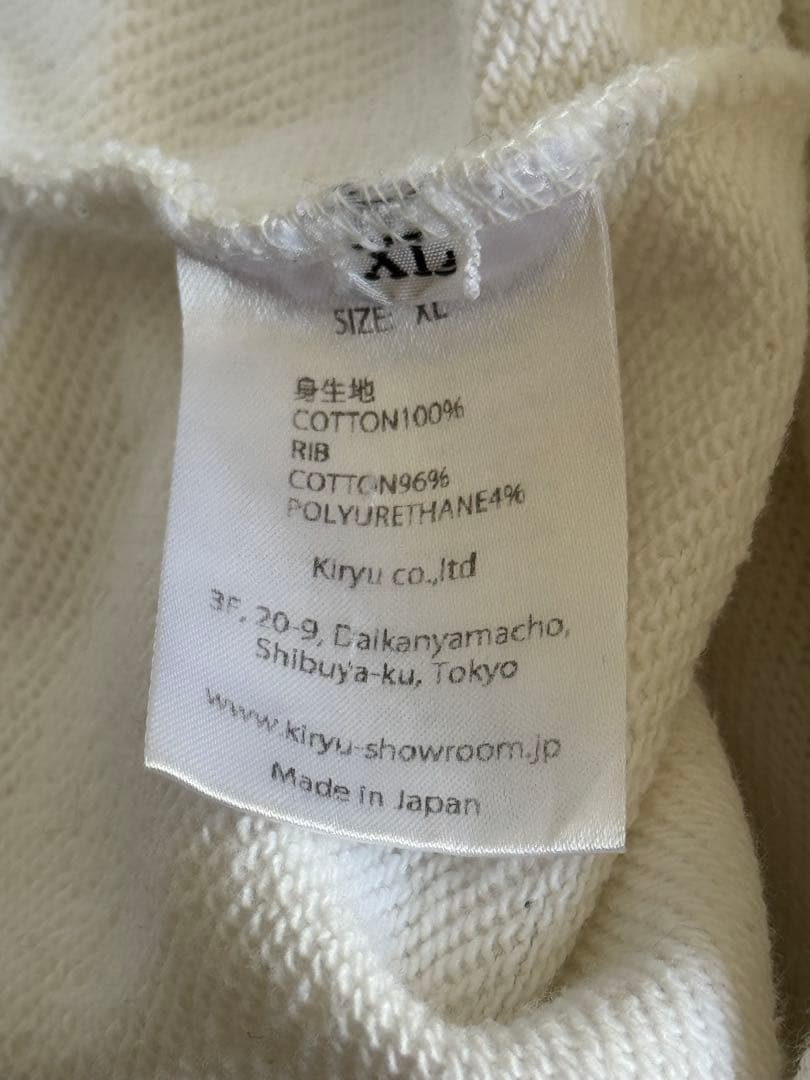 XL
SIZE: XL
身生地
COTTON100%
RIB
COTTON96%
POLYURETHANE4%
Kiryu co.,ltd
3F, 20-9, Daikanyamacho,
Shibuya-ku, Tokyo
www.kiryu-showroom.jp
Made in Japan